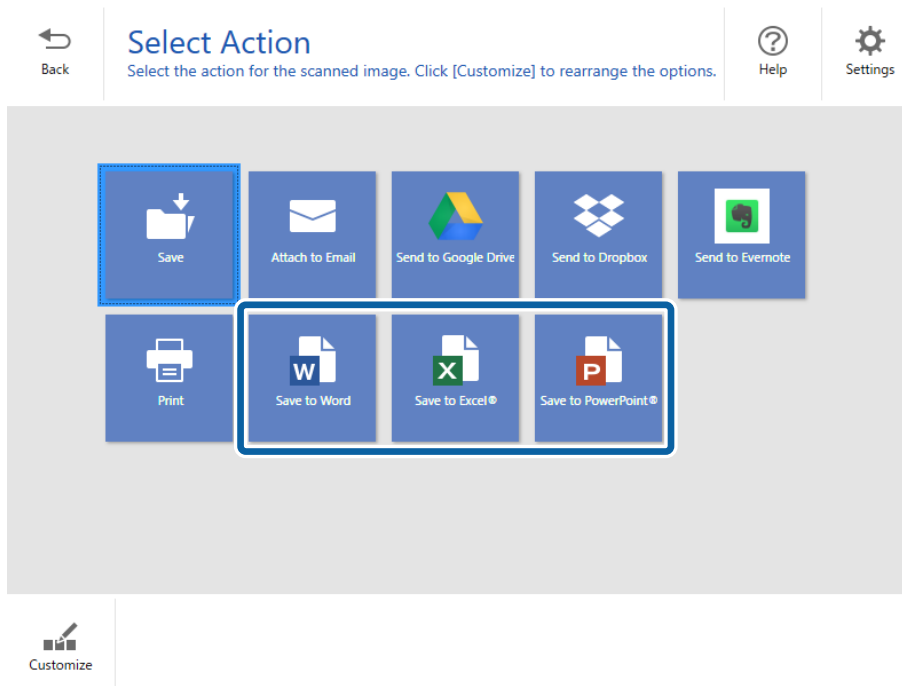 Select Action
Select the action for the scanned image. Click [Customize] to rearrange the options.
Back
Help
Settings
Save
Attach to Email
Send to Google Drive
Send to Dropbox
Send to Evernote
Print
W
Save to Word
X
Save to Excel®
P
Save to PowerPoint®
Customize